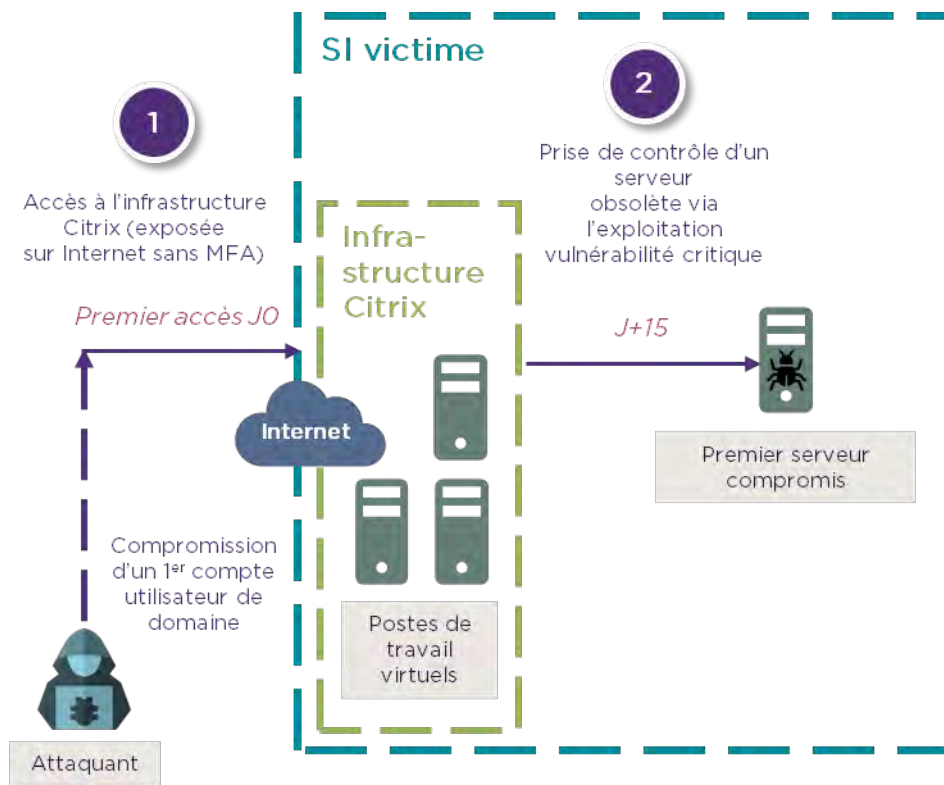 SI victime
1
2
Accès à l'infrastructure
Citrix (exposée
sur Internet sans MFA)
Prise de contrôle d'un
serveur
obsolète via
l'exploitation
vulnérabilité critique
Infra-
structure
Citrix
Premier accès J0
J+15
Internet
Premier serveur
compromis
Compromission
d'un 1er compte
utilisateur de
domaine
Postes de
travail
virtuels
Attaquant